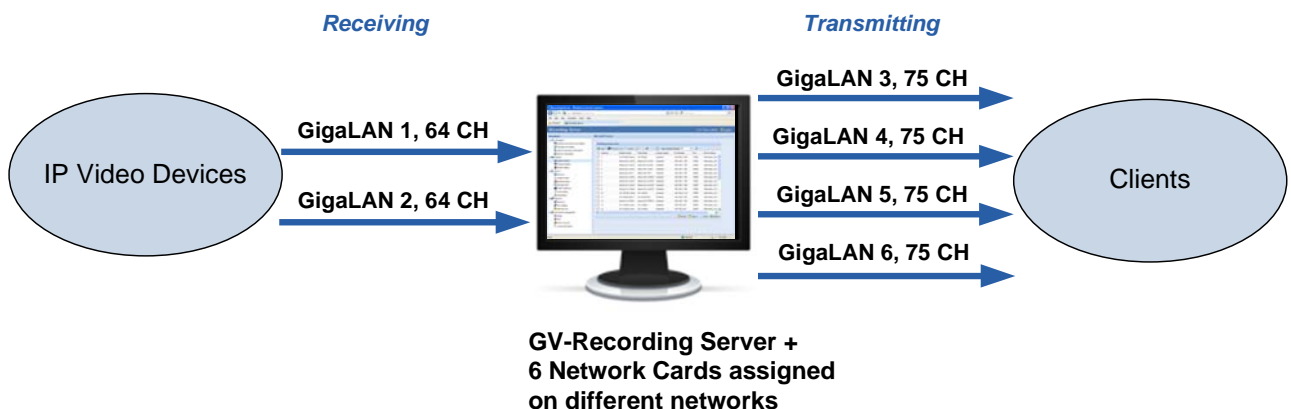 Receiving
Transmitting
GigaLAN 3, 75 CH
GigaLAN 1, 64 CH
GigaLAN 4, 75 CH
IP Video Devices
Clients
GigaLAN 2, 64 CH
GigaLAN 5, 75 CH
GigaLAN 6, 75 CH
GV-Recording Server +
6 Network Cards assigned
on different networks